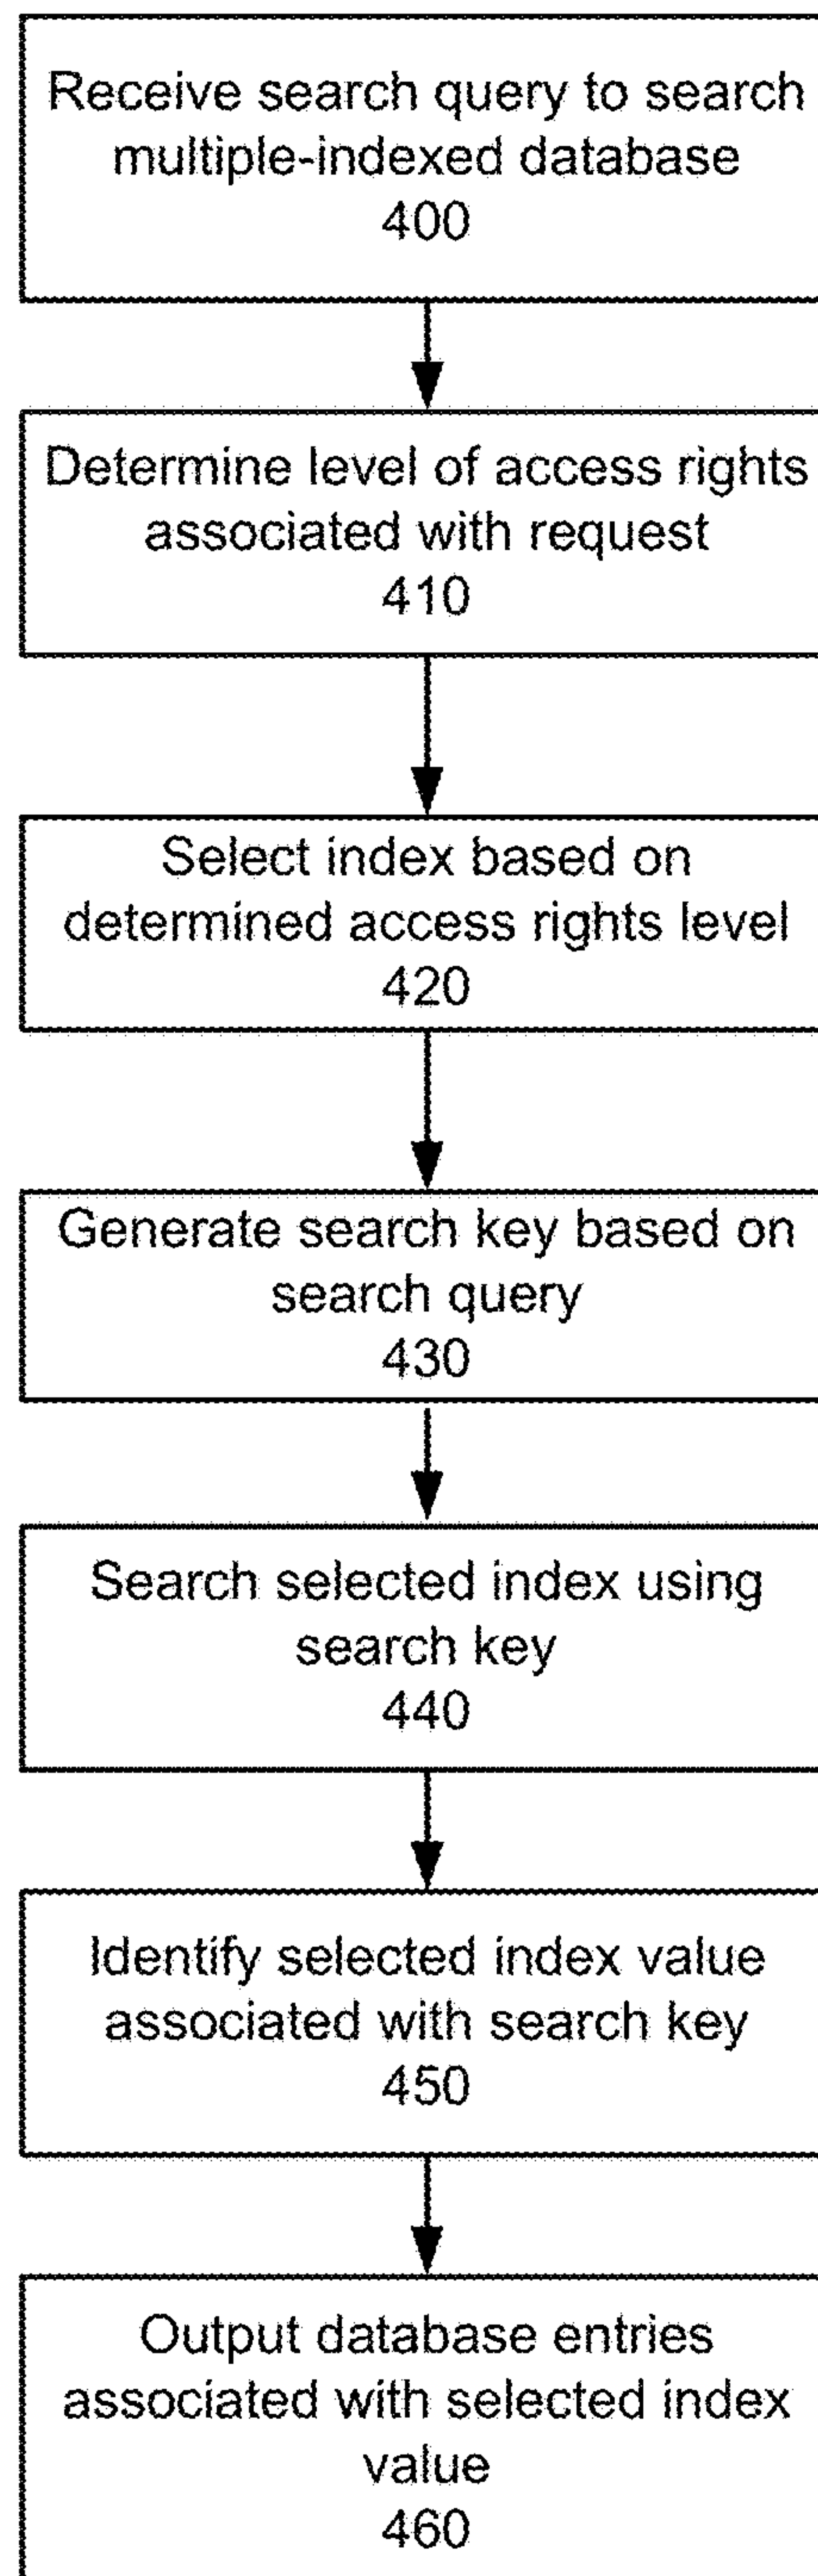 Receive search query to search
multiple-indexed database
400
Determine level of access rights
associated with request
410
Select index based on
determined access rights level
420
Generate search key based on
search query
430
Search selected index using
search key
440
Identify selected index value
associated with search key
450
Output database entries
associated with selected index
value
460